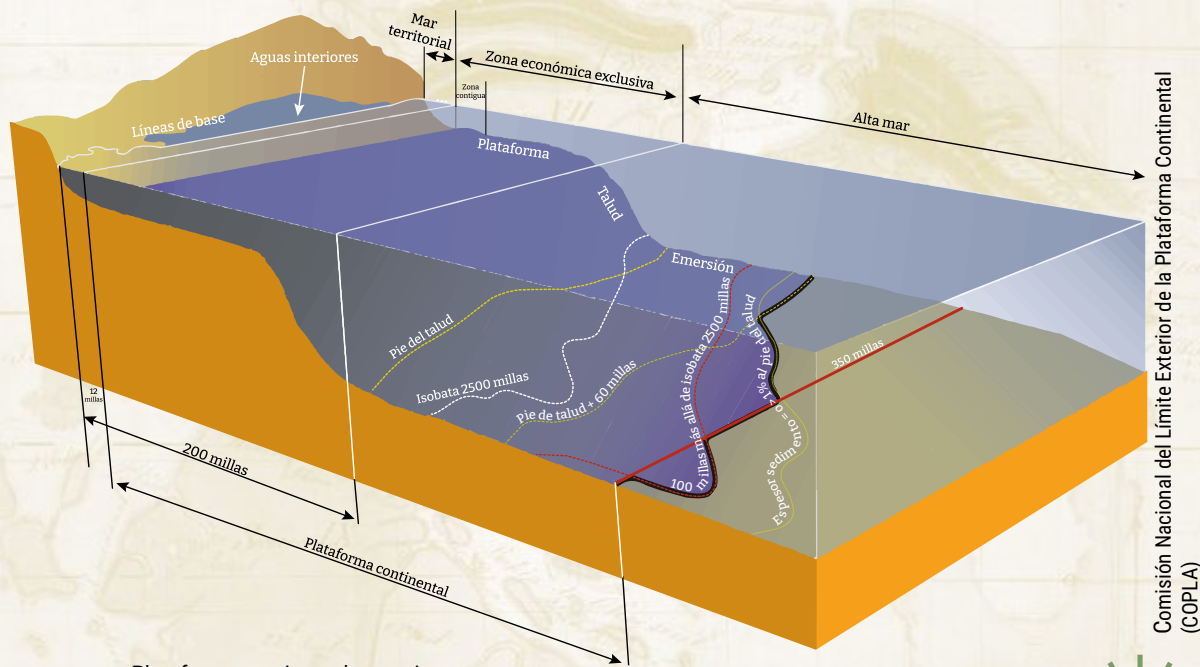 Mar
territorial
Zona económica exclusiva
Aguas interiores
Zona
contigua
Alta mar
Líneas de base
Plataforma
Talud
Emersión
Pie del talud
Isobata 2500 millas
Pie de talud + 60 millas
100 millas más allá de isobata 2500 millas
Espesor sedimento = o > 1% al pie del talud
350 millas
12
millas
200 millas
Plataforma continental
Comisión Nacional del Límite Exterior de la Plataforma Continental
(COPLA)